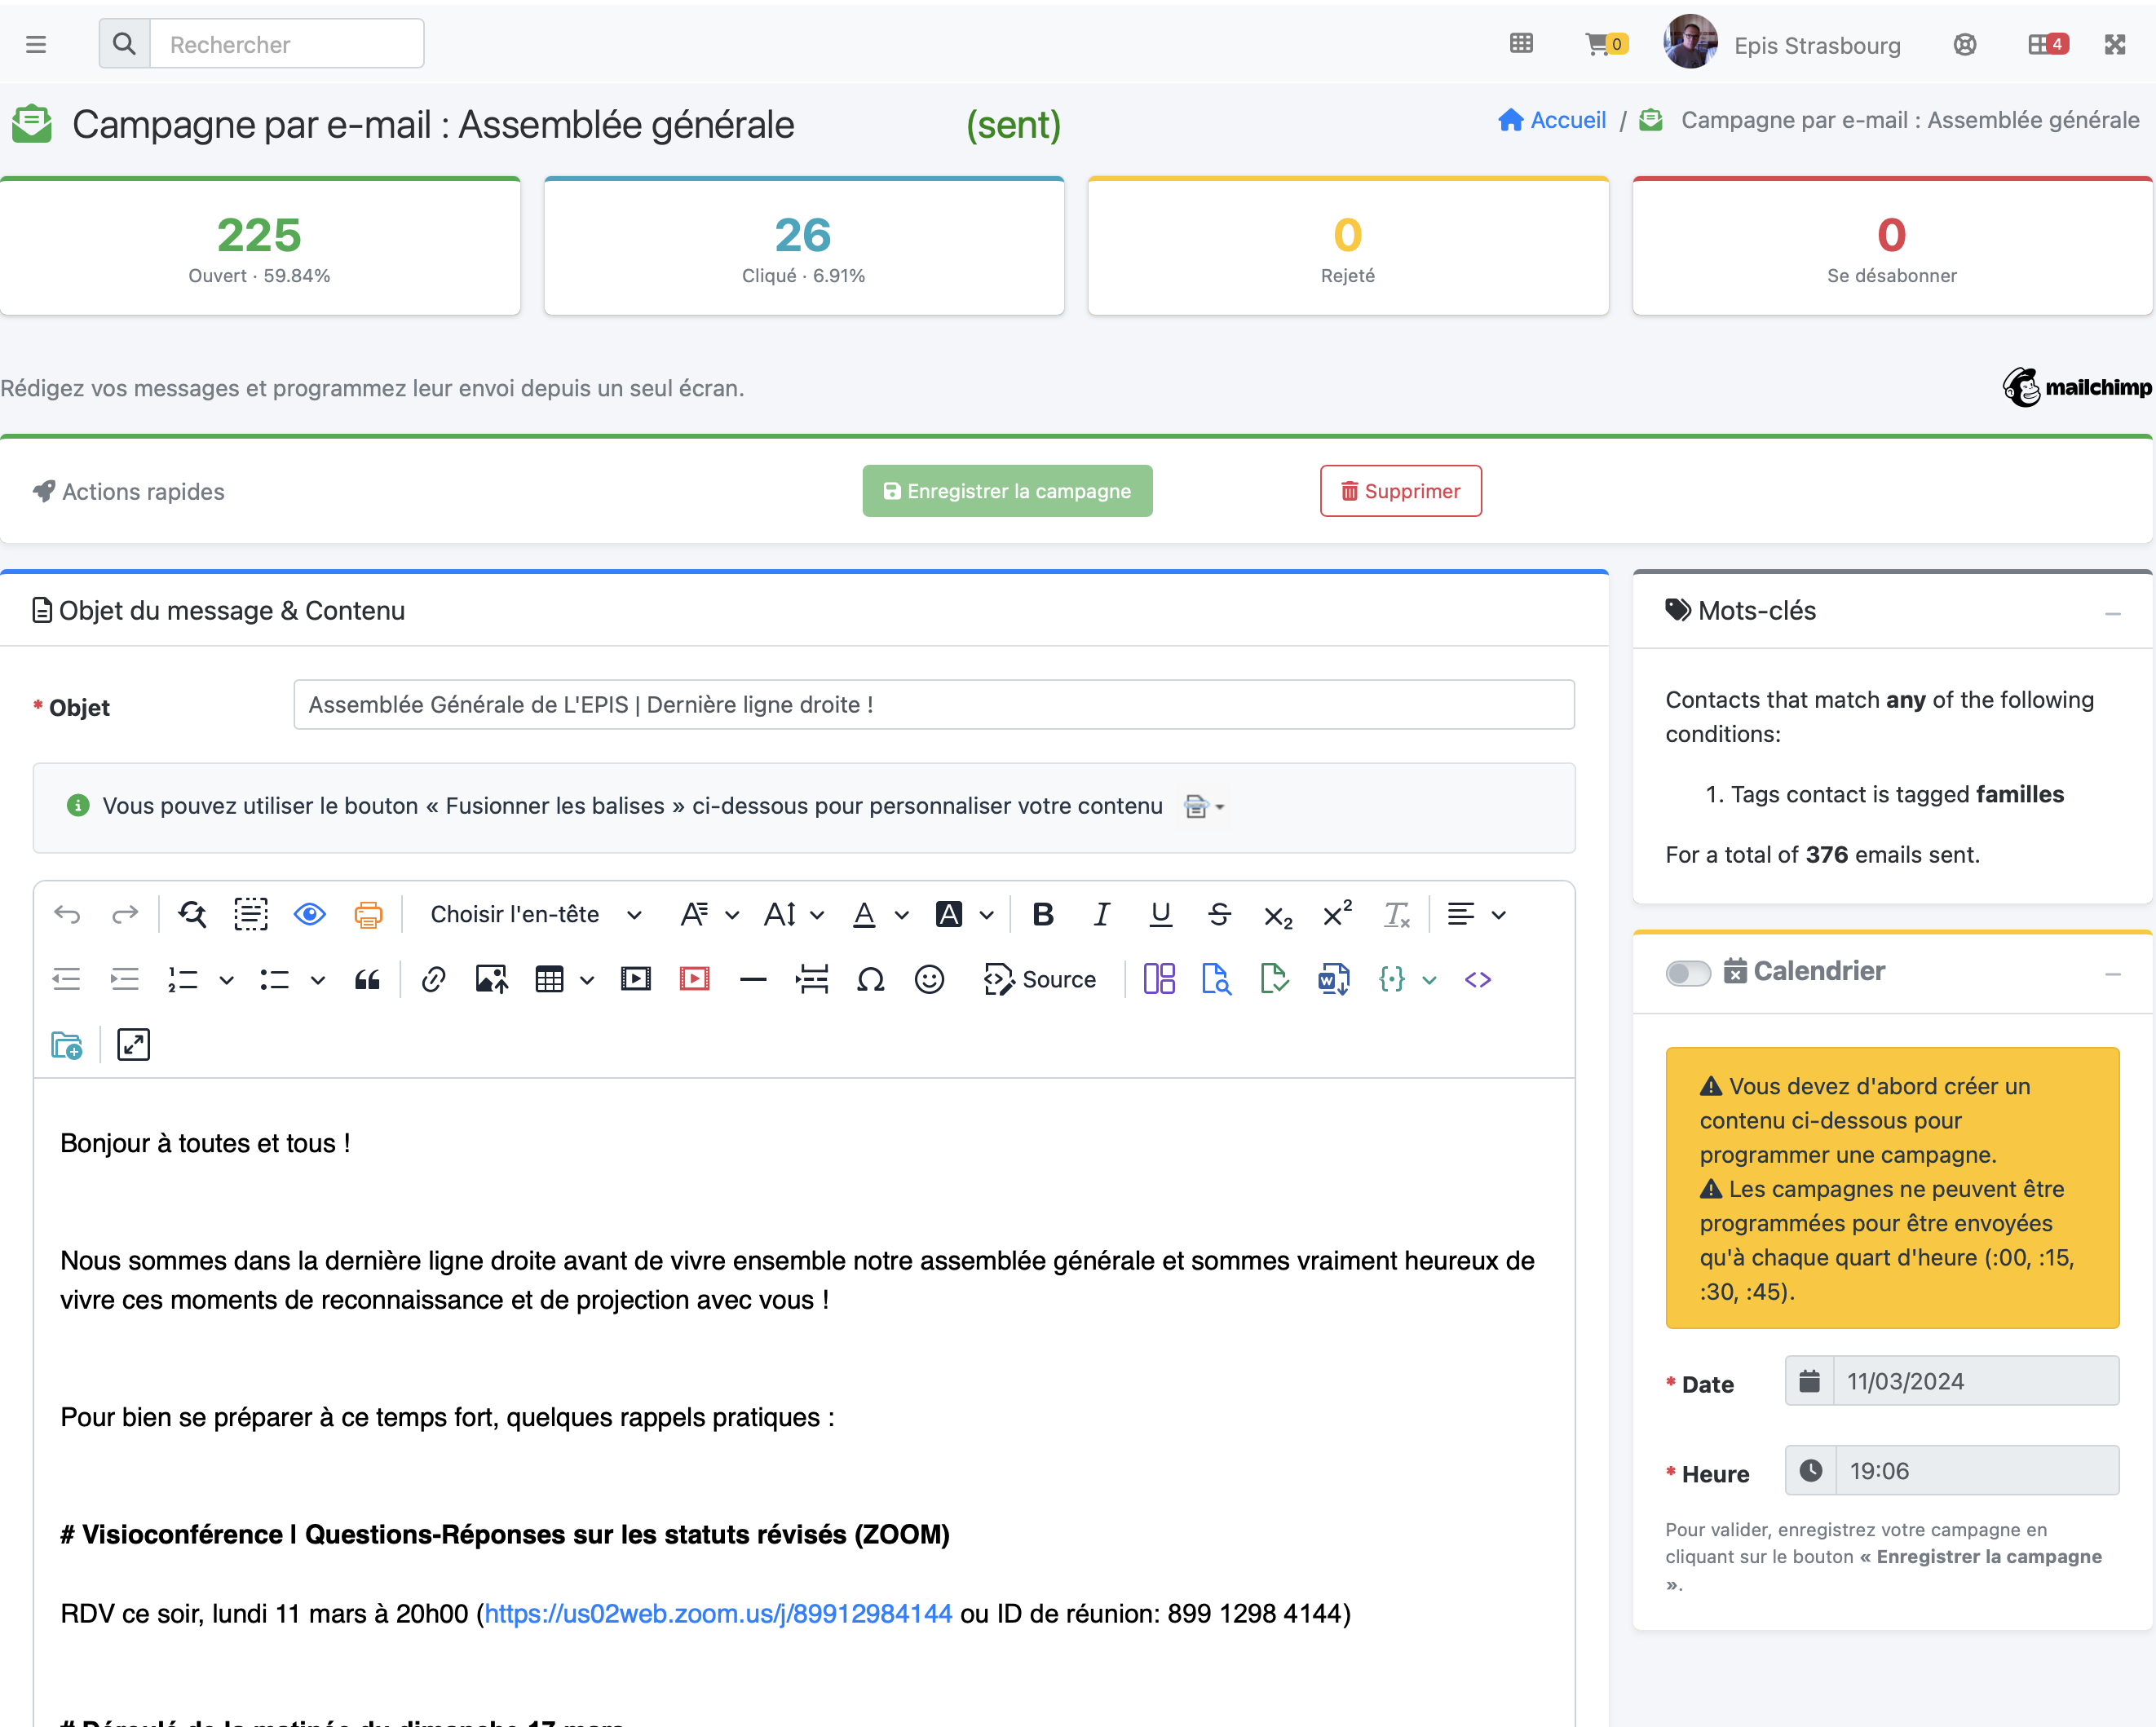 Rechercher
0
Epis Strasbourg
4
Campagne par e-mail : Assemblée générale (sent)
Accueil / Campagne par e-mail : Assemblée générale
225
Ouvert · 59.84%
26
Cliqué · 6.91%
0
Rejeté
0
Se désabonner
Rédigez vos messages et programmez leur envoi depuis un seul écran.
mailchimp
Actions rapides
Enregistrer la campagne
Supprimer
Objet du message & Contenu
* Objet
Assemblée Générale de L'EPIS | Dernière ligne droite !
Vous pouvez utiliser le bouton « Fusionner les balises » ci-dessous pour personnaliser votre contenu
Choisir l'en-tête
Source
Bonjour à toutes et tous !
Nous sommes dans la dernière ligne droite avant de vivre ensemble notre assemblée générale et sommes vraiment heureux de
vivre ces moments de reconnaissance et de projection avec vous !
Pour bien se préparer à ce temps fort, quelques rappels pratiques :
# Visioconférence I Questions-Réponses sur les statuts révisés (ZOOM)
RDV ce soir, lundi 11 mars à 20h00 (https://us02web.zoom.us/j/89912984144 ou ID de réunion: 899 1298 4144)
# Déroulé de la matinée du dimanche 17 mars
Mots-clés
Contacts that match any of the following
conditions:
1. Tags contact is tagged familles
For a total of 376 emails sent.
Calendrier
Vous devez d'abord créer un
contenu ci-dessous pour
programmer une campagne.
Les campagnes ne peuvent être
programmées pour être envoyées
qu'à chaque quart d'heure (:00, :15,
:30, :45).
* Date
11/03/2024
* Heure
19:06
Pour valider, enregistrez votre campagne en
cliquant sur le bouton « Enregistrer la campagne
».